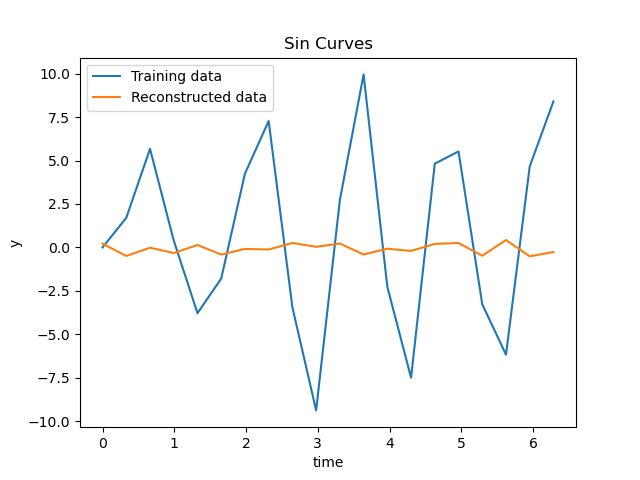 Sin Curves
Training data
Reconstructed data
10.0
7.5
5.0
2.5
0.0
−2.5
−5.0
−7.5
−10.0
y
0 1 2 3 4 5 6
time